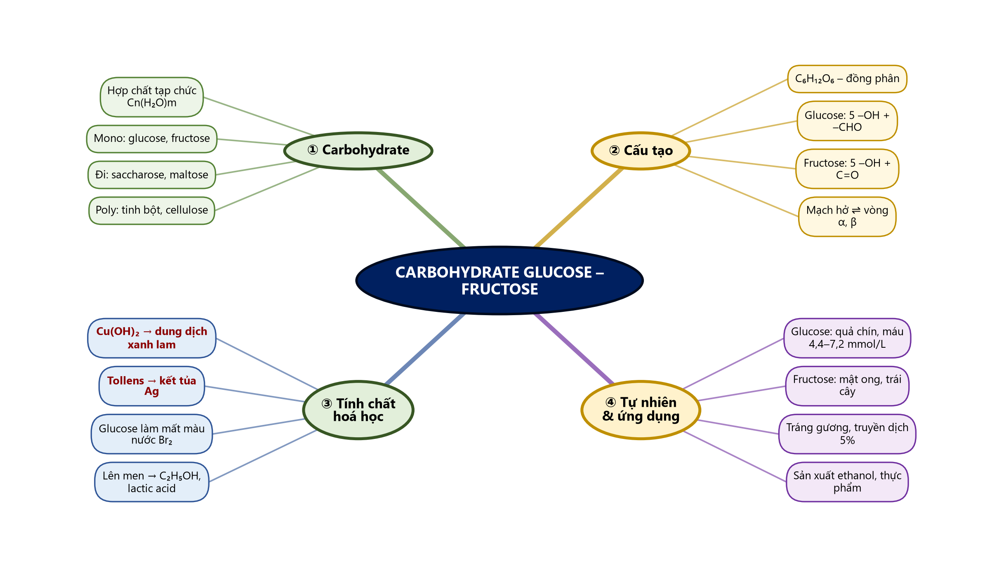 CARBOHYDRATE GLUCOSE –
FRUCTOSE
① Carbohydrate
Hợp chất tạp chức
Cn(H₂O)m
Mono: glucose, fructose
Đi: saccharose, maltose
Poly: tinh bột, cellulose
② Cấu tạo
C₆H₁₂O₆ – đồng phân
Glucose: 5 –OH +
–CHO
Fructose: 5 –OH +
C=O
Mạch hở ⇌ vòng
α, β
③ Tính chất
hoá học
Cu(OH)₂ → dung dịch
xanh lam
Tollens → kết tủa
Ag
Glucose làm mất màu
nước Br₂
Lên men → C₂H₅OH,
lactic acid
④ Tự nhiên
& ứng dụng
Glucose: quả chín, máu
4,4–7,2 mmol/L
Fructose: mật ong, trái
cây
Tráng gương, truyền dịch
5%
Sản xuất ethanol, thực
phẩm